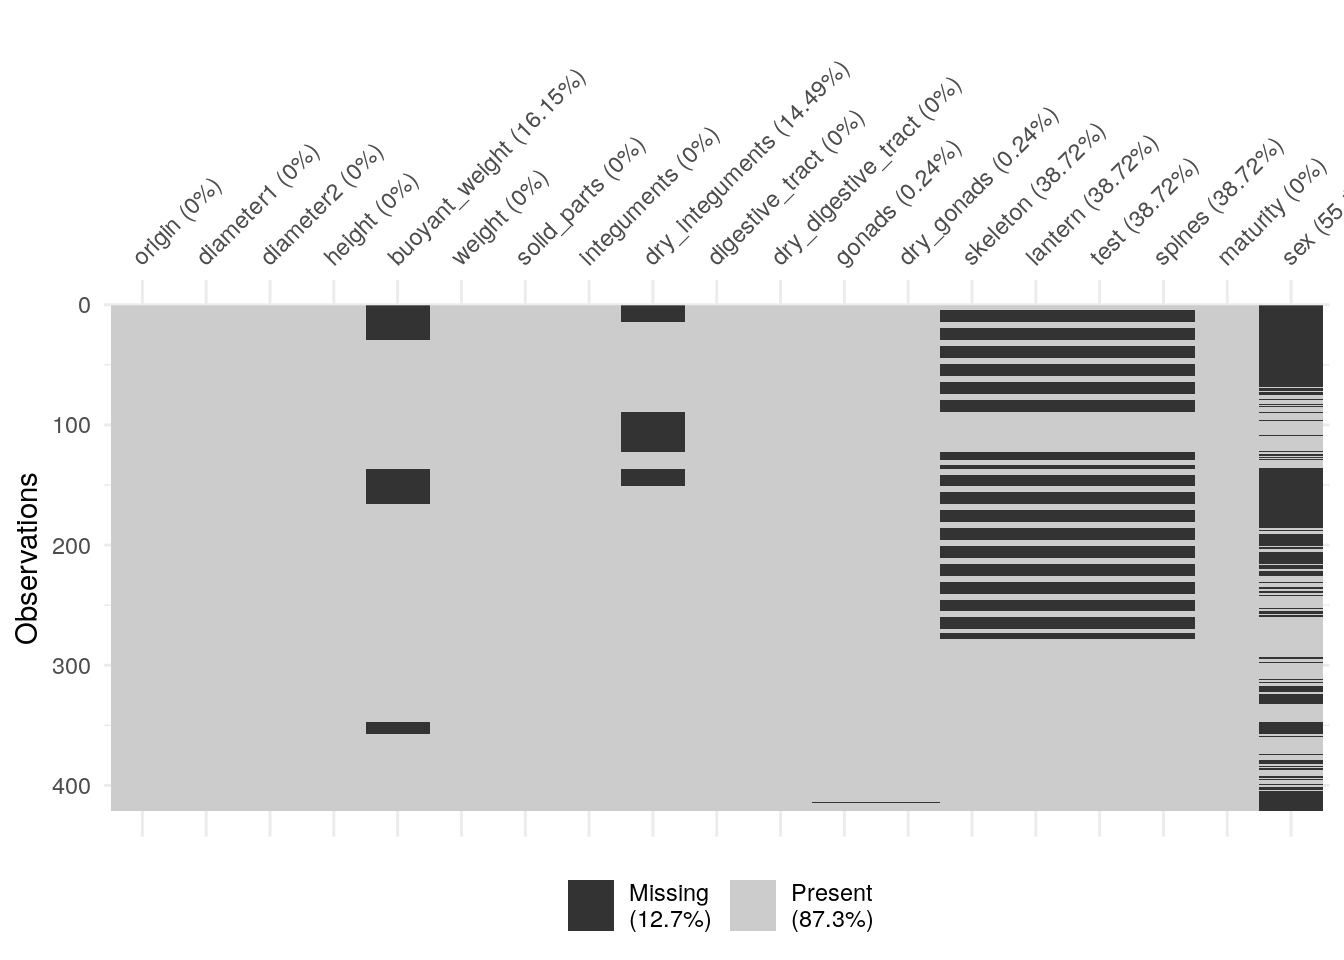 origin (0%)
diameter1 (0%)
diameter2 (0%)
height (0%)
buoyant_weight (16.15%)
weight (0%)
solid_parts (0%)
integuments (0%)
dry_integuments (14.49%)
digestive_tract (0%)
dry_digestive_tract (0%)
gonads (0.24%)
dry_gonads (0.24%)
skeleton (38.72%)
lantern (38.72%)
test (38.72%)
spines (38.72%)
maturity (0%)
sex (55
0
100
200
300
400
Observations
Missing
(12.7%)
Present
(87.3%)